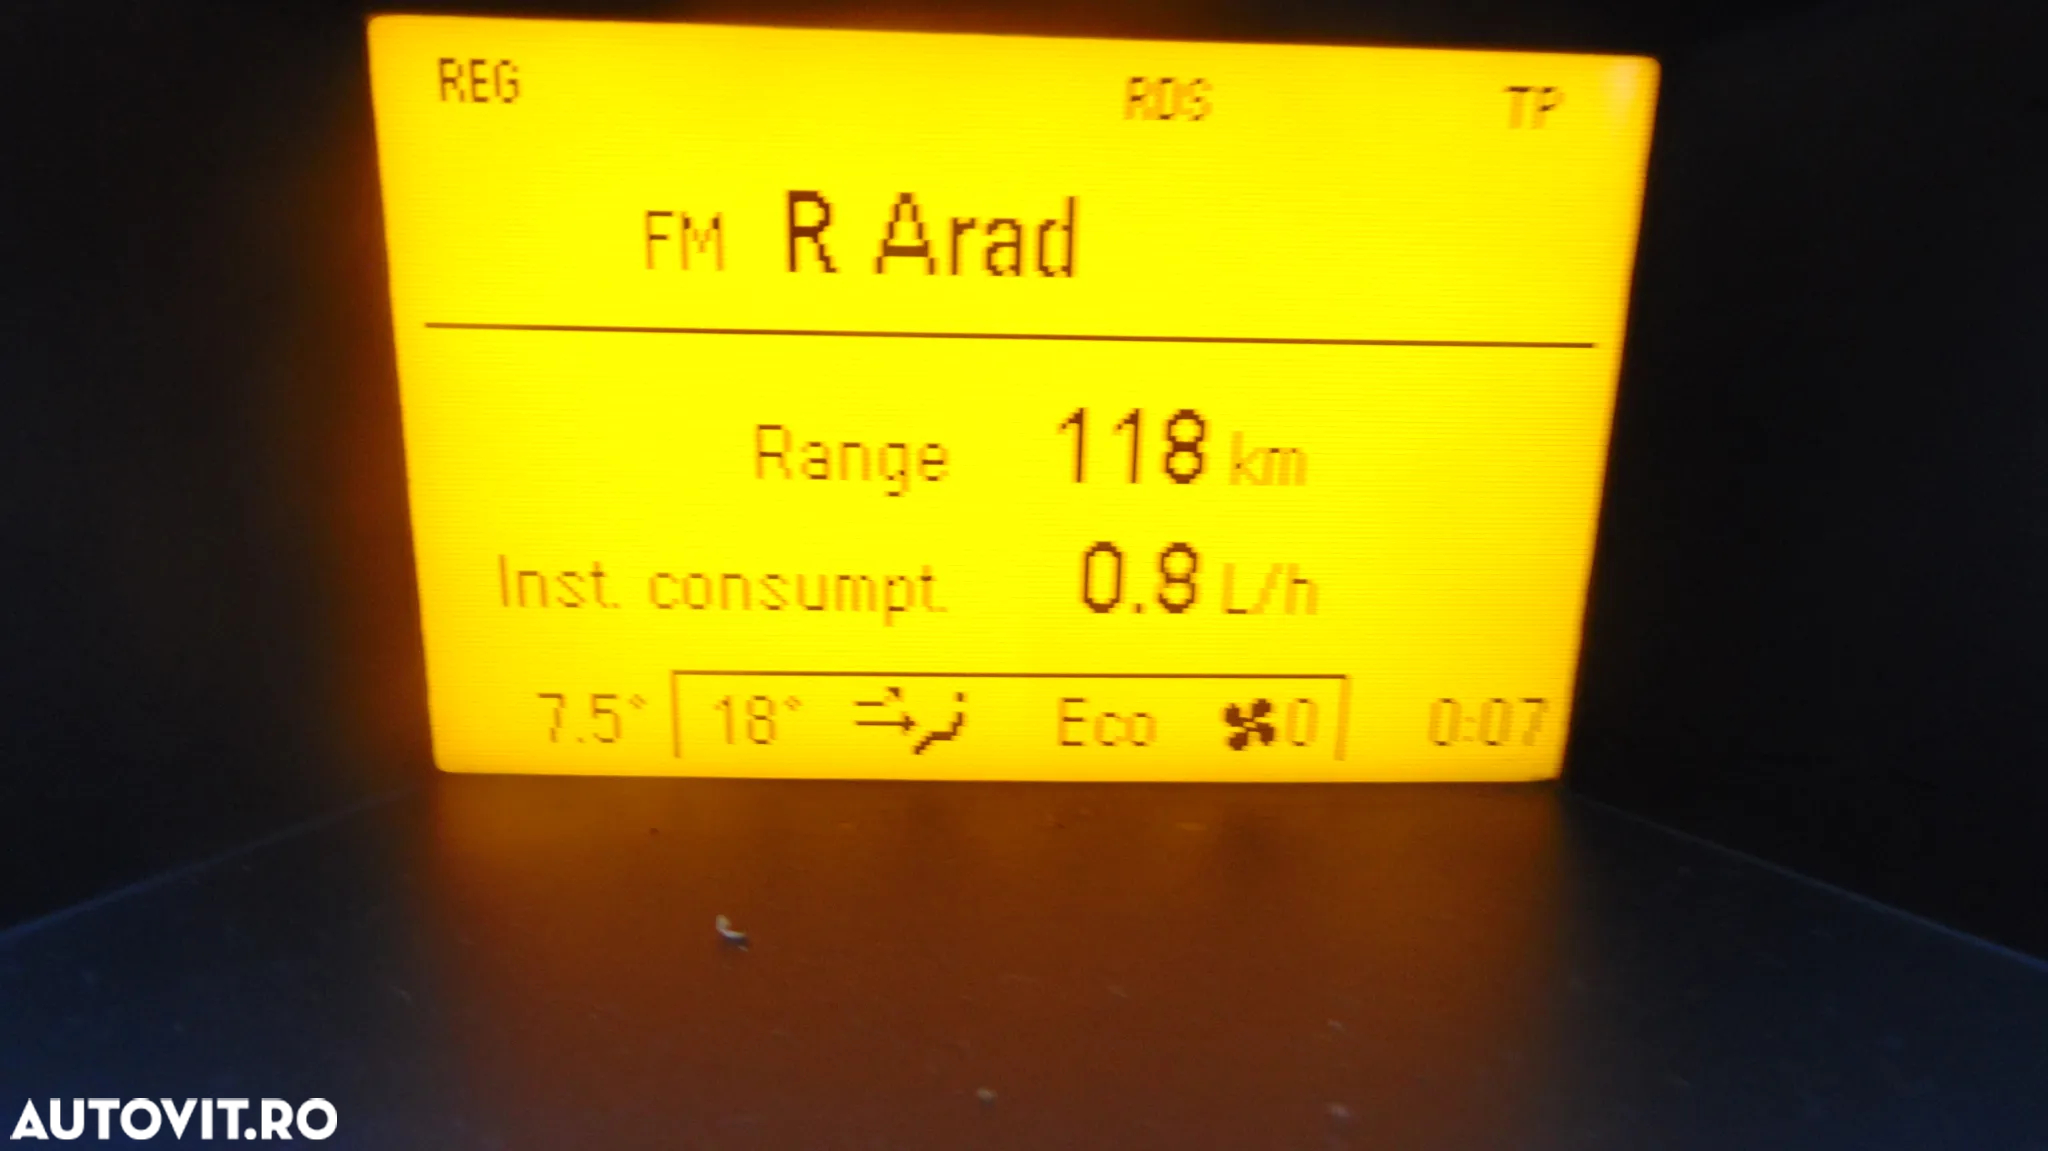 REG RDS TP
FM R Arad
Range 118 km
Inst. consumpt. 0.8 L/h
7.5° 18° Eco 0 0:07
AUTOVIT.RO